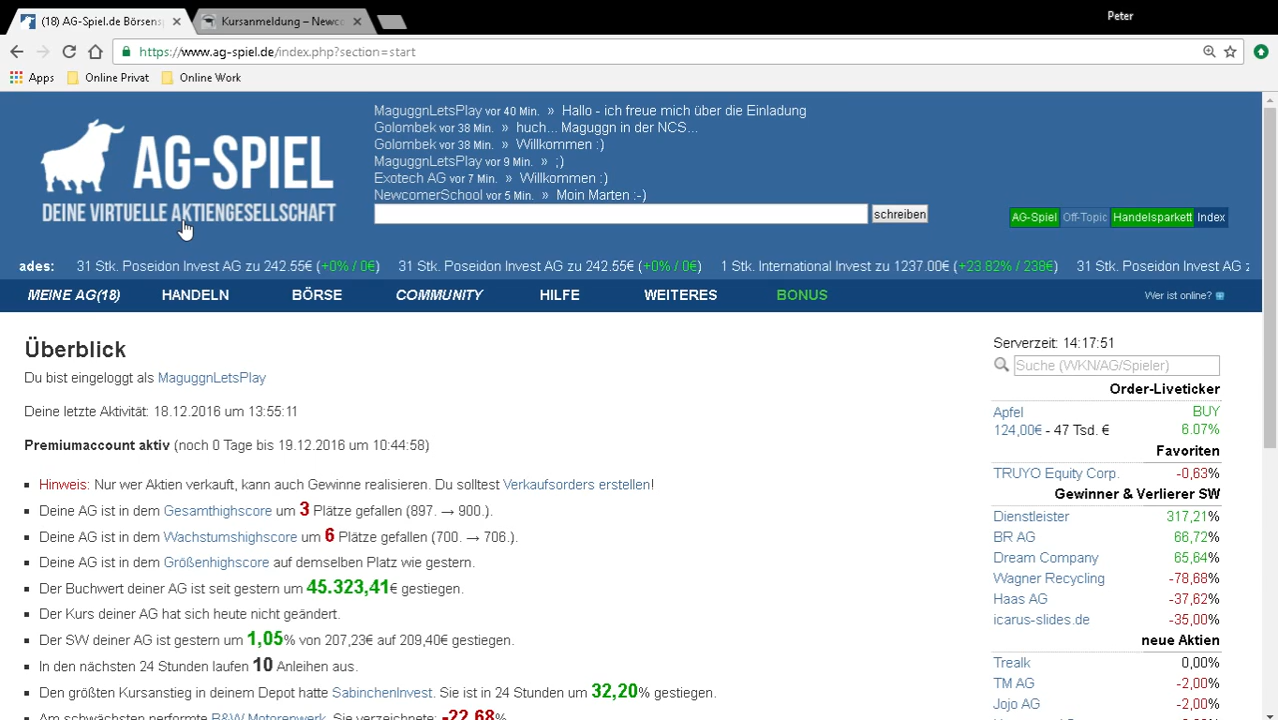 Peter
(18) AG-Spiel.de Börsensp
Kursanmeldung – Newco
https://www.ag-spiel.de/index.php?section=start
Apps Online Privat Online Work
MaguggnLetsPlay vor 40 Min. » Hallo - ich freue mich über die Einladung
Golombek vor 38 Min. » huch... Maguggn in der NCS...
Golombek vor 38 Min. » Willkommen :)
MaguggnLetsPlay vor 9 Min. » ;)
Exotech AG vor 7 Min. » Willkommen :)
NewcomerSchool vor 5 Min. » Moin Marten :-)
AG-SPIEL
DEINE VIRTUELLE AKTIENGESELLSCHAFT
schreiben
AG-Spiel Off-Topic Handelsparkett Index
ades: 31 Stk. Poseidon Invest AG zu 242.55€ (+0% / 0€) 31 Stk. Poseidon Invest AG zu 242.55€ (+0% / 0€) 1 Stk. International Invest zu 1237.00€ (+23.82% / 238€) 31 Stk. Poseidon Invest AG z
MEINE AG(18) HANDELN BÖRSE COMMUNITY HILFE WEITERES BONUS Wer ist online?
Überblick
Du bist eingeloggt als MaguggnLetsPlay
Deine letzte Aktivität: 18.12.2016 um 13:55:11
Premiumaccount aktiv (noch 0 Tage bis 19.12.2016 um 10:44:58)
Hinweis: Nur wer Aktien verkauft, kann auch Gewinne realisieren. Du solltest Verkaufsorders erstellen!
Deine AG ist in dem Gesamthighscore um 3 Plätze gefallen (897. → 900.).
Deine AG ist in dem Wachstumshighscore um 6 Plätze gefallen (700. → 706.).
Deine AG ist in dem Größenhighscore auf demselben Platz wie gestern.
Der Buchwert deiner AG ist seit gestern um 45.323,41€ gestiegen.
Der Kurs deiner AG hat sich heute nicht geändert.
Der SW deiner AG ist gestern um 1,05% von 207,23€ auf 209,40€ gestiegen.
In den nächsten 24 Stunden laufen 10 Anleihen aus.
Den größten Kursanstieg in deinem Depot hatte SabinchenInvest. Sie ist in 24 Stunden um 32,20% gestiegen.
Am schwächsten performte B&W Motorenwerk. Sie verzeichnete: -22,68%
Serverzeit: 14:17:51
Suche (WKN/AG/Spieler)
Order-Liveticker
Apfel BUY
124,00€ - 47 Tsd. € 6.07%
Favoriten
TRUYO Equity Corp. -0,63%
Gewinner & Verlierer SW
Dienstleister 317,21%
BR AG 66,72%
Dream Company 65,64%
Wagner Recycling -78,68%
Haas AG -37,62%
icarus-slides.de -35,00%
neue Aktien
Trealk 0,00%
TM AG -2,00%
Jojo AG -2,00%